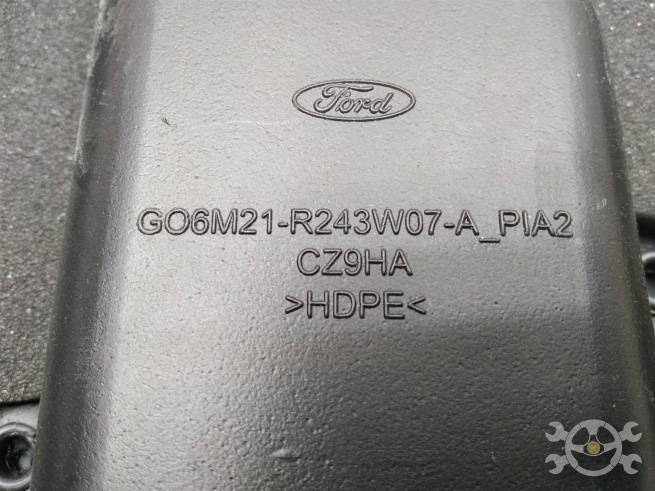 Ford
GO6M21-R243W07-A_PIA2
CZ9HA
>HDPE<